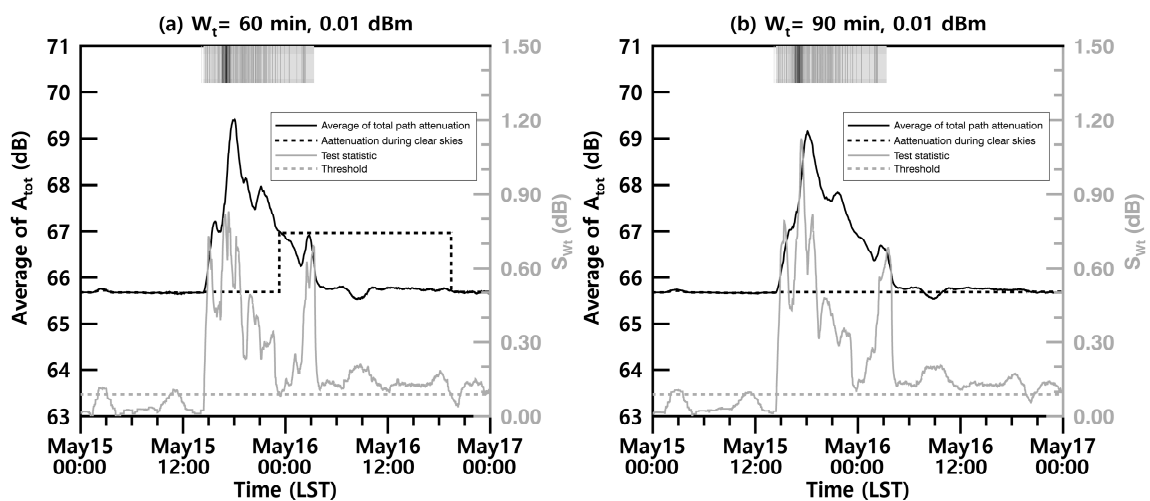 (a) Wt= 60 min, 0.01 dBm
71
70
69
68
67
66
65
64
63
Average of Atot (dB)
1.50
1.20
0.90
0.60
0.30
0.00
SWt (dB)
Average of total path attenuation
Aattenuation during clear skies
Test statistic
Threshold
May15 00:00
May15 12:00
May16 00:00
May16 12:00
May17 00:00
Time (LST)
(b) Wt= 90 min, 0.01 dBm
71
70
69
68
67
66
65
64
63
Average of Atot (dB)
1.50
1.20
0.90
0.60
0.30
0.00
SWt (dB)
Average of total path attenuation
Aattenuation during clear skies
Test statistic
Threshold
May15 00:00
May15 12:00
May16 00:00
May16 12:00
May17 00:00
Time (LST)